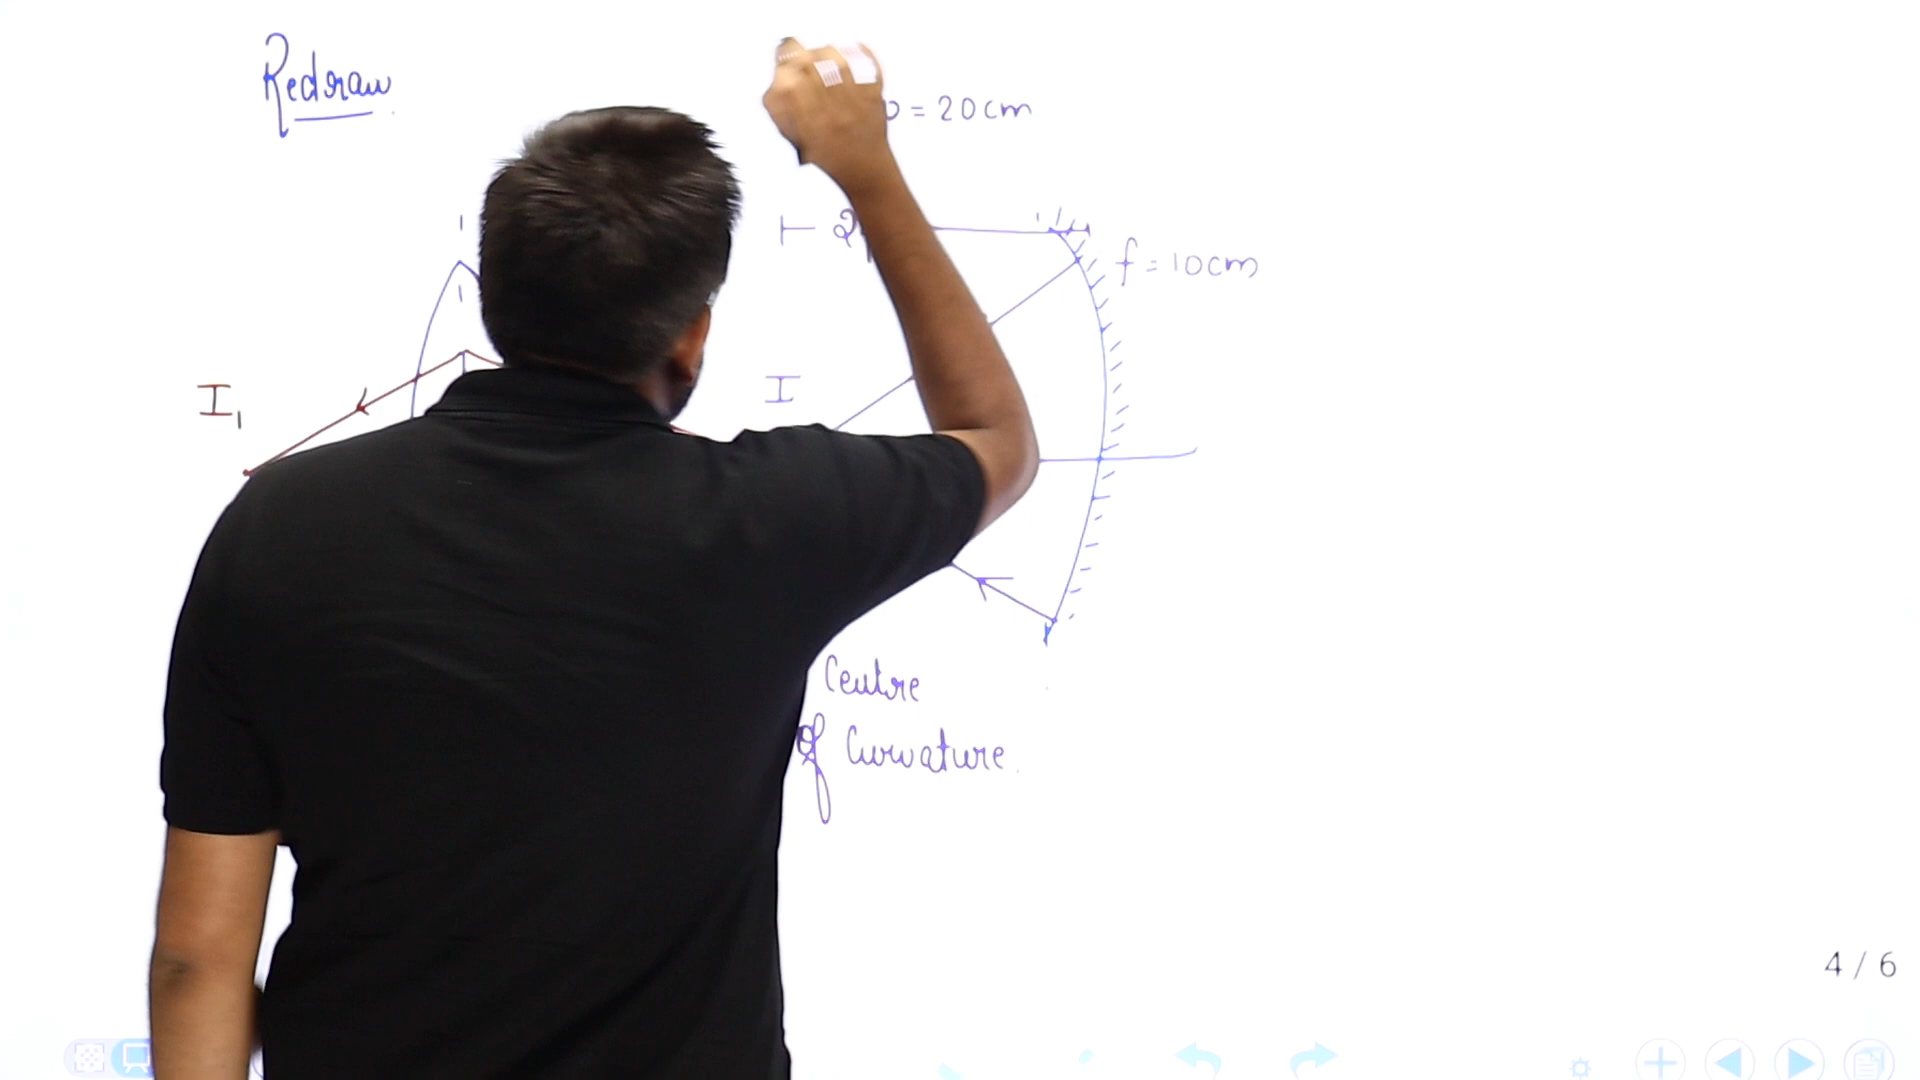 Redraw
= 20cm
f = 10cm
I₁
I
Centre
of Curvature.
4 / 6